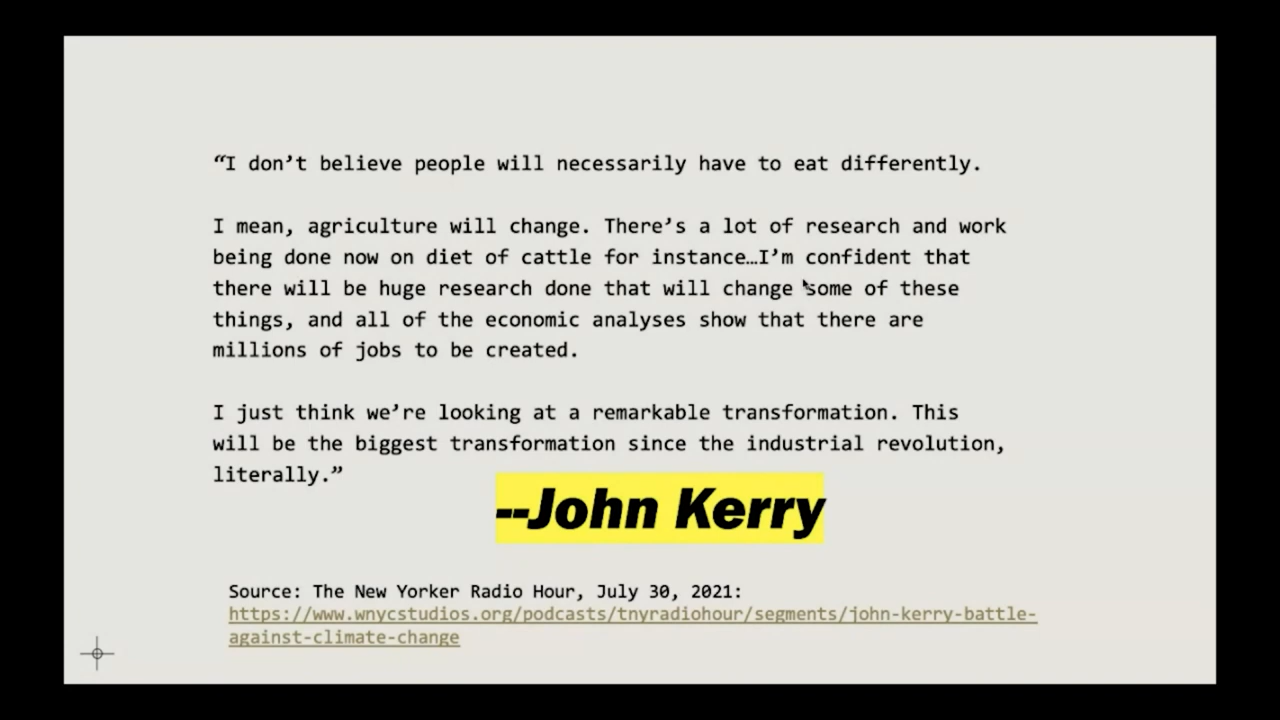 “I don’t believe people will necessarily have to eat differently.
I mean, agriculture will change. There’s a lot of research and work
being done now on diet of cattle for instance…I’m confident that
there will be huge research done that will change some of these
things, and all of the economic analyses show that there are
millions of jobs to be created.
I just think we’re looking at a remarkable transformation. This
will be the biggest transformation since the industrial revolution,
literally.”
--John Kerry
Source: The New Yorker Radio Hour, July 30, 2021:
https://www.wnycstudios.org/podcasts/tnyradiohour/segments/john-kerry-battle-
against-climate-change